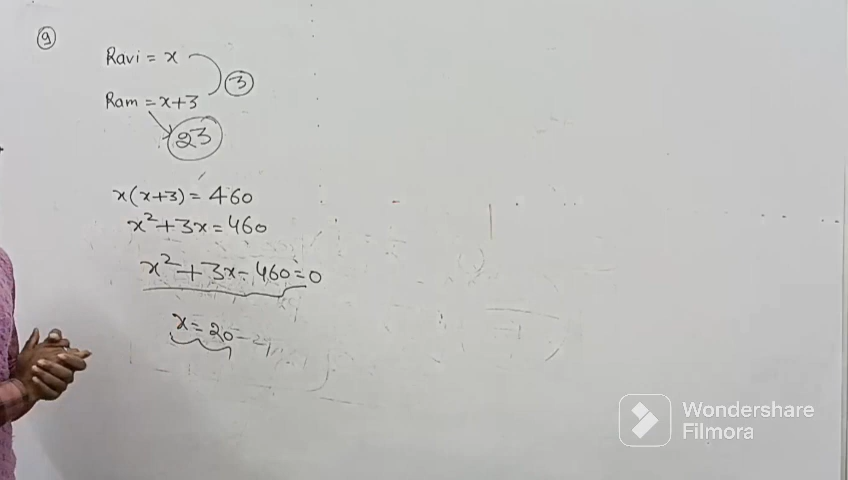 9
Ravi = x
3
Ram = x+3
23
x(x+3) = 460
x²+3x = 460
x²+3x-460=0
x = 20
Wondershare
Filmora